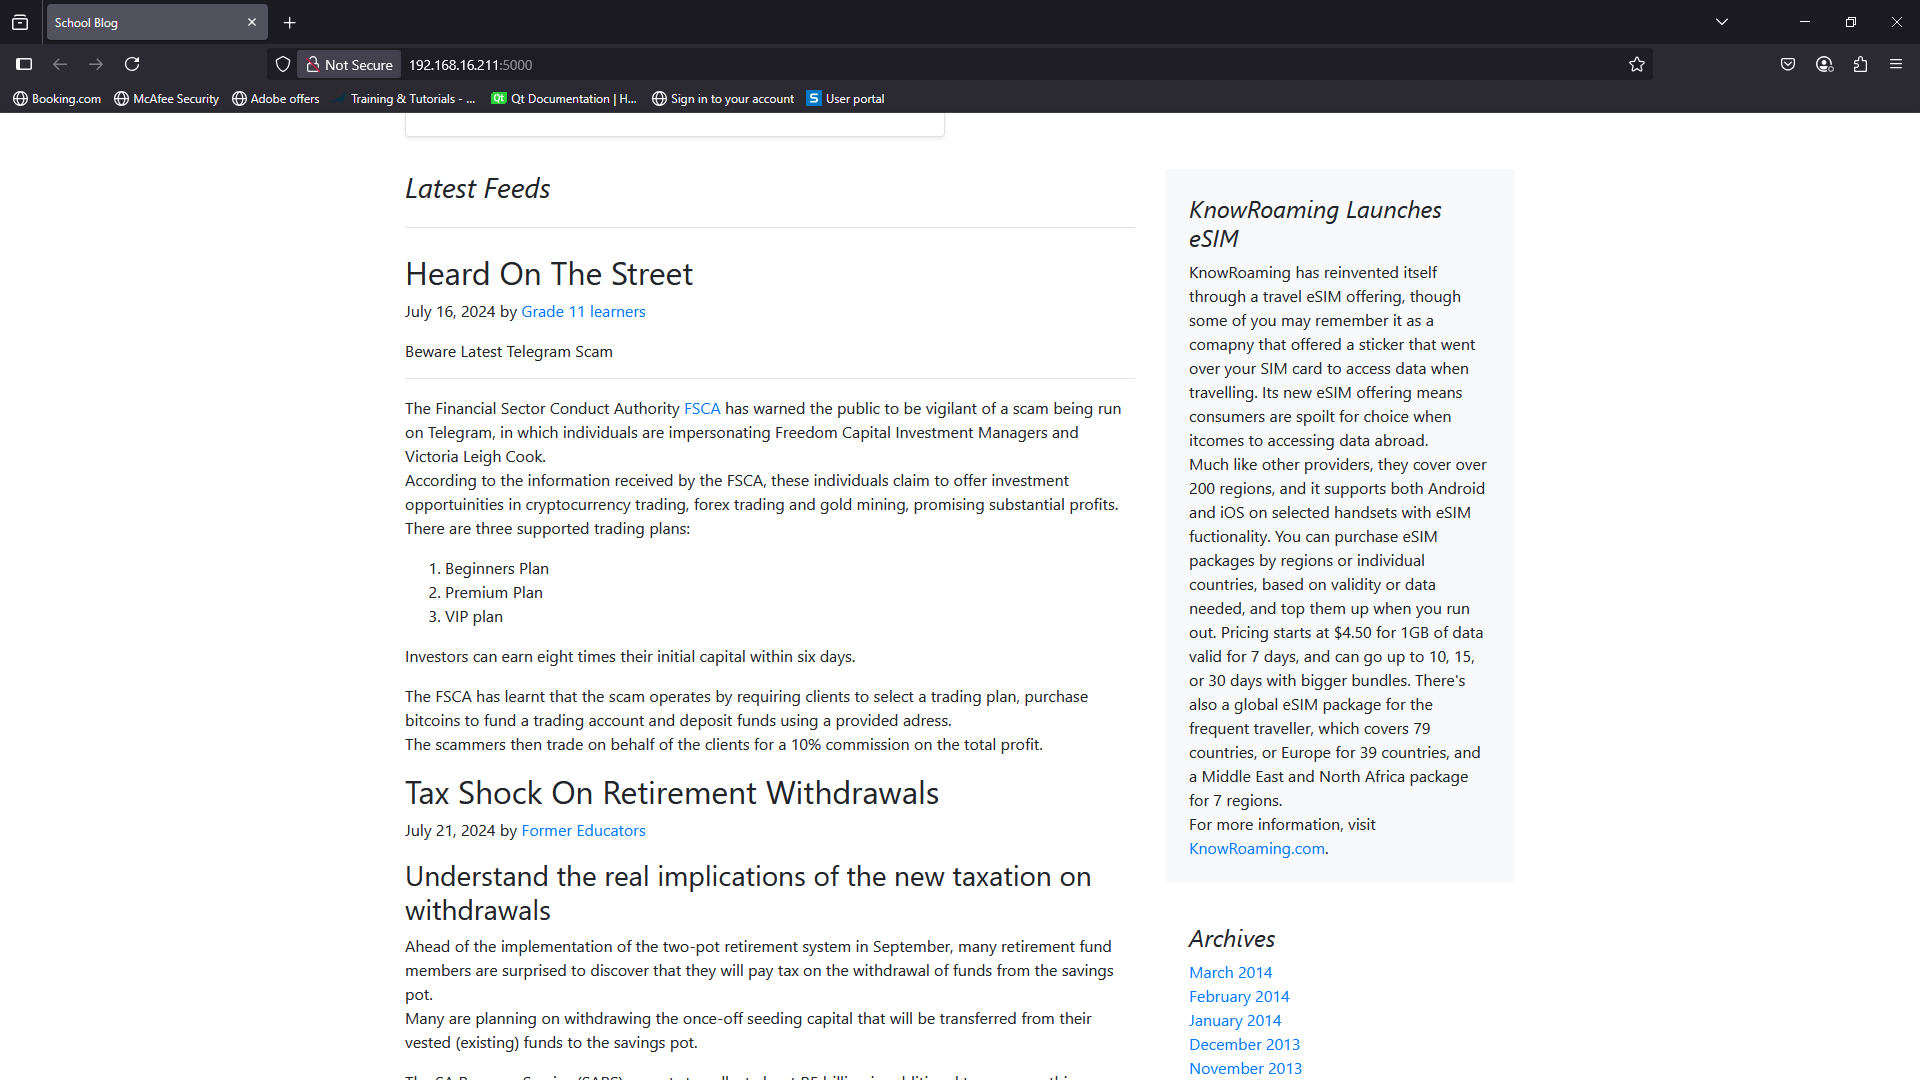 School Blog
Not Secure
192.168.16.211:5000
Booking.com
McAfee Security
Adobe offers
Training & Tutorials - ...
Qt Documentation | H...
Sign in to your account
S User portal
Latest Feeds
Heard On The Street
July 16, 2024 by Grade 11 learners
Beware Latest Telegram Scam
The Financial Sector Conduct Authority FSCA has warned the public to be vigilant of a scam being run
on Telegram, in which individuals are impersonating Freedom Capital Investment Managers and
Victoria Leigh Cook.
According to the information received by the FSCA, these individuals claim to offer investment
opportuinities in cryptocurrency trading, forex trading and gold mining, promising substantial profits.
There are three supported trading plans:
1. Beginners Plan
2. Premium Plan
3. VIP plan
Investors can earn eight times their initial capital within six days.
The FSCA has learnt that the scam operates by requiring clients to select a trading plan, purchase
bitcoins to fund a trading account and deposit funds using a provided adress.
The scammers then trade on behalf of the clients for a 10% commission on the total profit.
Tax Shock On Retirement Withdrawals
July 21, 2024 by Former Educators
Understand the real implications of the new taxation on
withdrawals
Ahead of the implementation of the two-pot retirement system in September, many retirement fund
members are surprised to discover that they will pay tax on the withdrawal of funds from the savings
pot.
Many are planning on withdrawing the once-off seeding capital that will be transferred from their
vested (existing) funds to the savings pot.
KnowRoaming Launches
eSIM
KnowRoaming has reinvented itself
through a travel eSIM offering, though
some of you may remember it as a
comapny that offered a sticker that went
over your SIM card to access data when
travelling. Its new eSIM offering means
consumers are spoilt for choice when
itcomes to accessing data abroad.
Much like other providers, they cover over
200 regions, and it supports both Android
and iOS on selected handsets with eSIM
fuctionality. You can purchase eSIM
packages by regions or individual
countries, based on validity or data
needed, and top them up when you run
out. Pricing starts at $4.50 for 1GB of data
valid for 7 days, and can go up to 10, 15,
or 30 days with bigger bundles. There's
also a global eSIM package for the
frequent traveller, which covers 79
countries, or Europe for 39 countries, and
a Middle East and North Africa package
for 7 regions.
For more information, visit
KnowRoaming.com.
Archives
March 2014
February 2014
January 2014
December 2013
November 2013